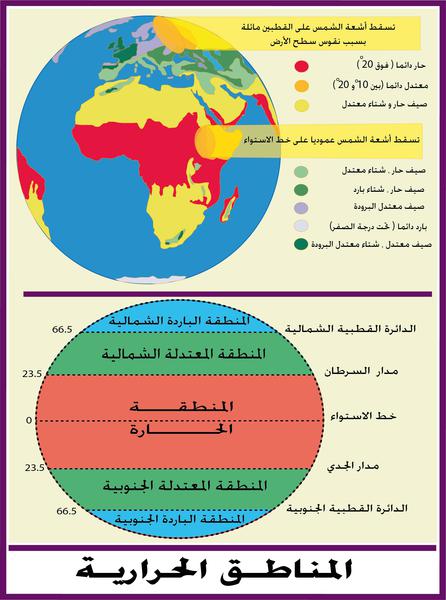 تسقط أشعة الشمس على القطبين مائلة
بسبب تقوس سطح الأرض
حار دائما ( فوق 20°)
معتدل دائما ( بين 10° و 20°)
صيف حار و شتاء معتدل
تسقط أشعة الشمس عموديا على خط الاستواء
صيف حار . شتاء معتدل
صيف حار . شتاء بارد
صيف معتدل البرودة
بارد دائما ( تحت درجة الصفر)
صيف معتدل . شتاء معتدل البرودة
المنطقة الباردة الشمالية
الدائرة القطبية الشمالية
66.5
المنطقة المعتدلة الشمالية
مدار السرطان
23.5
المنطقة
خط الاستواء
0
الحارة
مدار الجدي
23.5
المنطقة المعتدلة الجنوبية
الدائرة القطبية الجنوبية
66.5
المنطقة الباردة الجنوبية
المناطق الحرارية